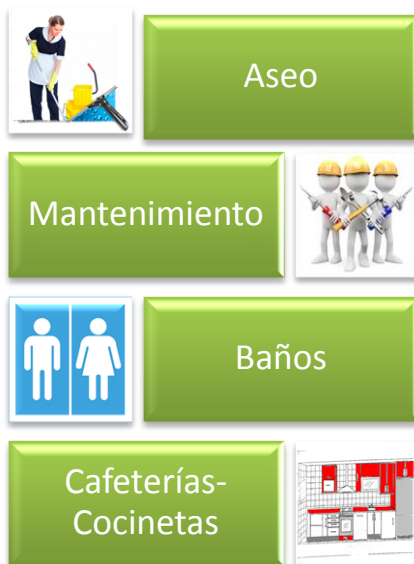 Aseo
Mantenimiento
Baños
Cafeterías-
Cocinetas